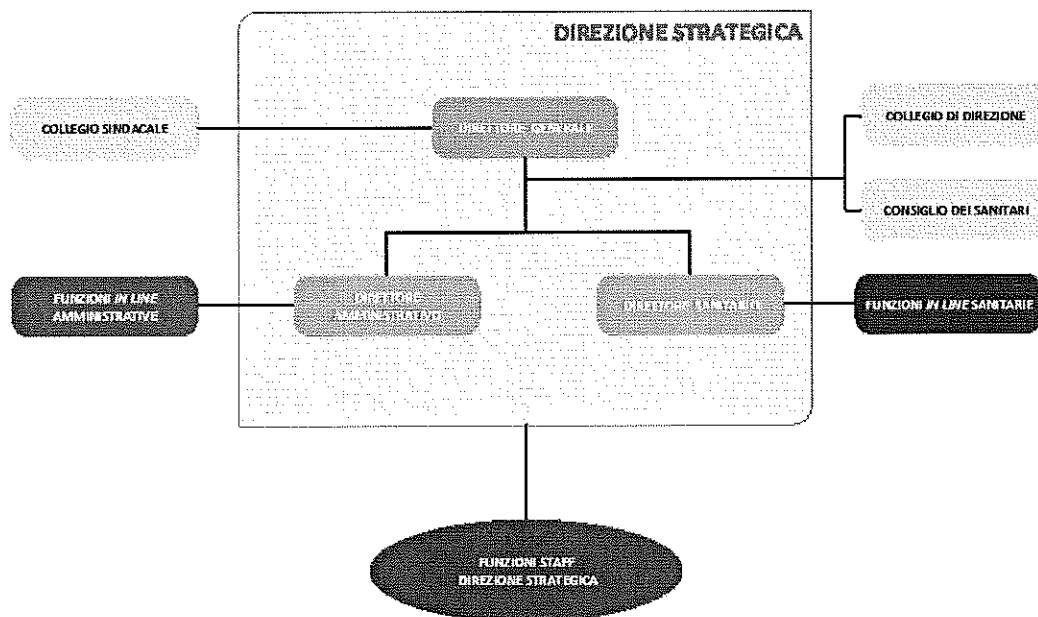 DIREZIONE STRATEGICA
COLLEGIO SINDACALE
DIRETTORE GENERALE
COLLEGIO DI DIREZIONE
CONSIGLIO DEI SANITARI
FUNZIONI IN LINE
AMMINISTRATIVE
DIRETTORE
AMMINISTRATIVO
DIRETTORE SANITARIO
FUNZIONI IN LINE SANITARIE
FUNZIONI STAFF
DIREZIONE STRATEGICA